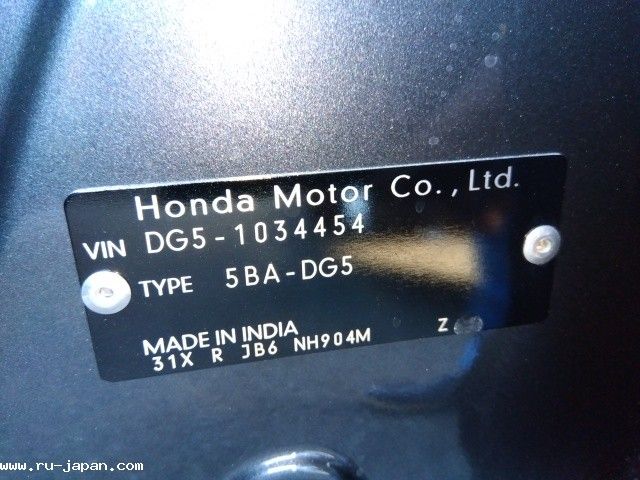 Honda Motor Co., Ltd.
VIN DG5-1034454
TYPE 5BA-DG5
MADE IN INDIA
31X R JB6 NH904M Z
www.ru-japan.com